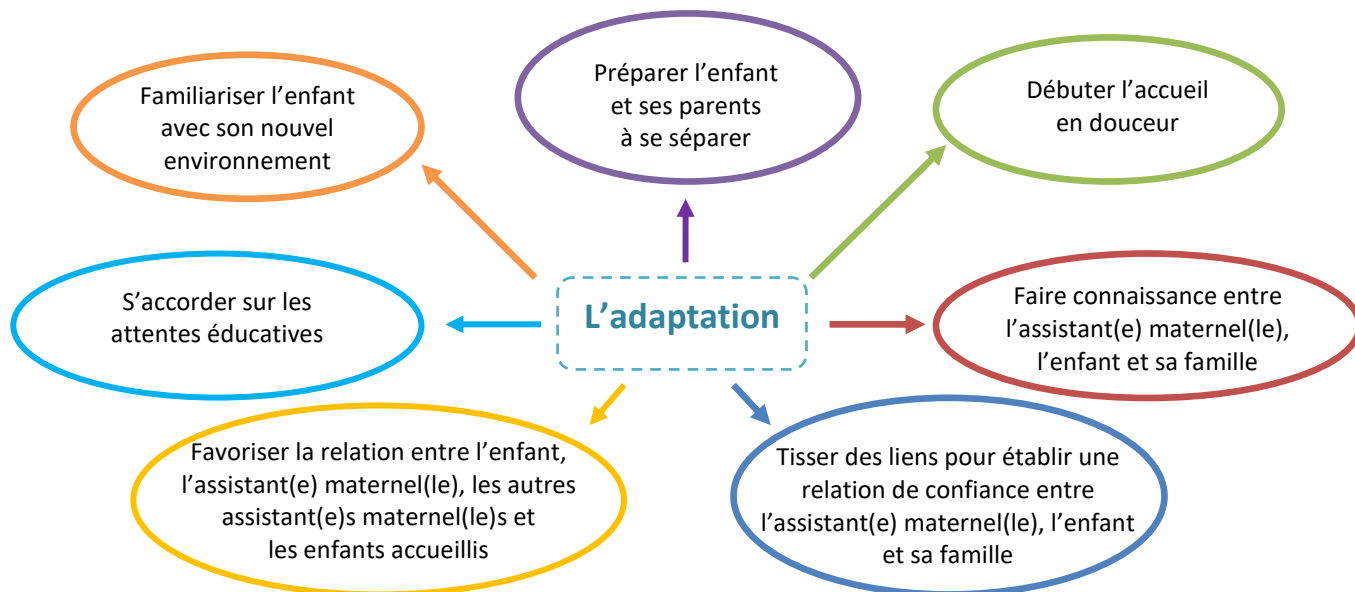 Familiariser l’enfant
avec son nouvel
environnement
Préparer l’enfant
et ses parents
à se séparer
Débuter l’accueil
en douceur
S’accorder sur les
attentes éducatives
L’adaptation
Faire connaissance entre
l’assistant(e) maternel(le),
l’enfant et sa famille
Favoriser la relation entre l’enfant,
l’assistant(e) maternel(le), les autres
assistant(e)s maternel(le)s et
les enfants accueillis
Tisser des liens pour établir une
relation de confiance entre
l’assistant(e) maternel(le), l’enfant
et sa famille